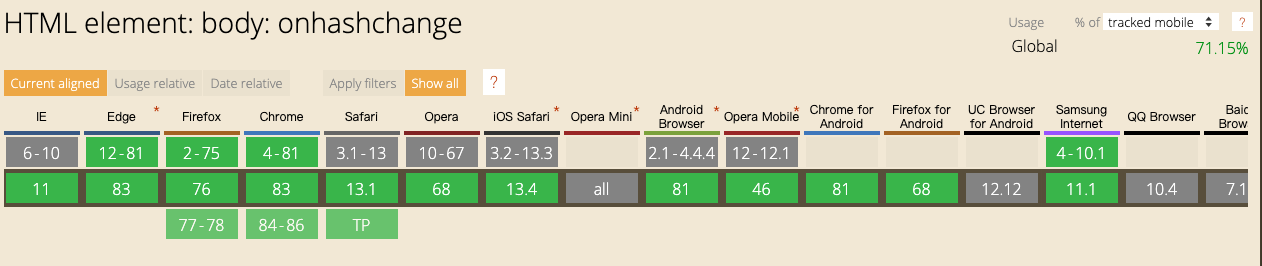 HTML element: body: onhashchange
Usage % of tracked mobile ?
Global 71.15%
Current aligned Usage relative Date relative Apply filters Show all ?
IE Edge * Firefox Chrome Safari Opera iOS Safari * Opera Mini * Android Browser * Opera Mobile * Chrome for Android Firefox for Android UC Browser for Android Samsung Internet QQ Browser Baid Brow
6-10 12-81 2-75 4-81 3.1-13 10-67 3.2-13.3 2.1-4.4.4 12-12.1 4-10.1
11 83 76 83 13.1 68 13.4 all 81 46 81 68 12.12 11.1 10.4 7.1
77-78 84-86 TP